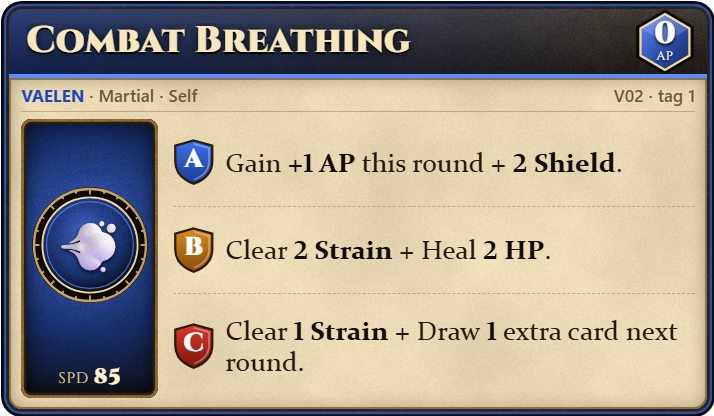 COMBAT BREATHING
0
AP
VAELEN · Martial · Self
V02 · tag 1
A
Gain +1 AP this round + 2 Shield.
B
Clear 2 Strain + Heal 2 HP.
C
Clear 1 Strain + Draw 1 extra card next
round.
SPD 85